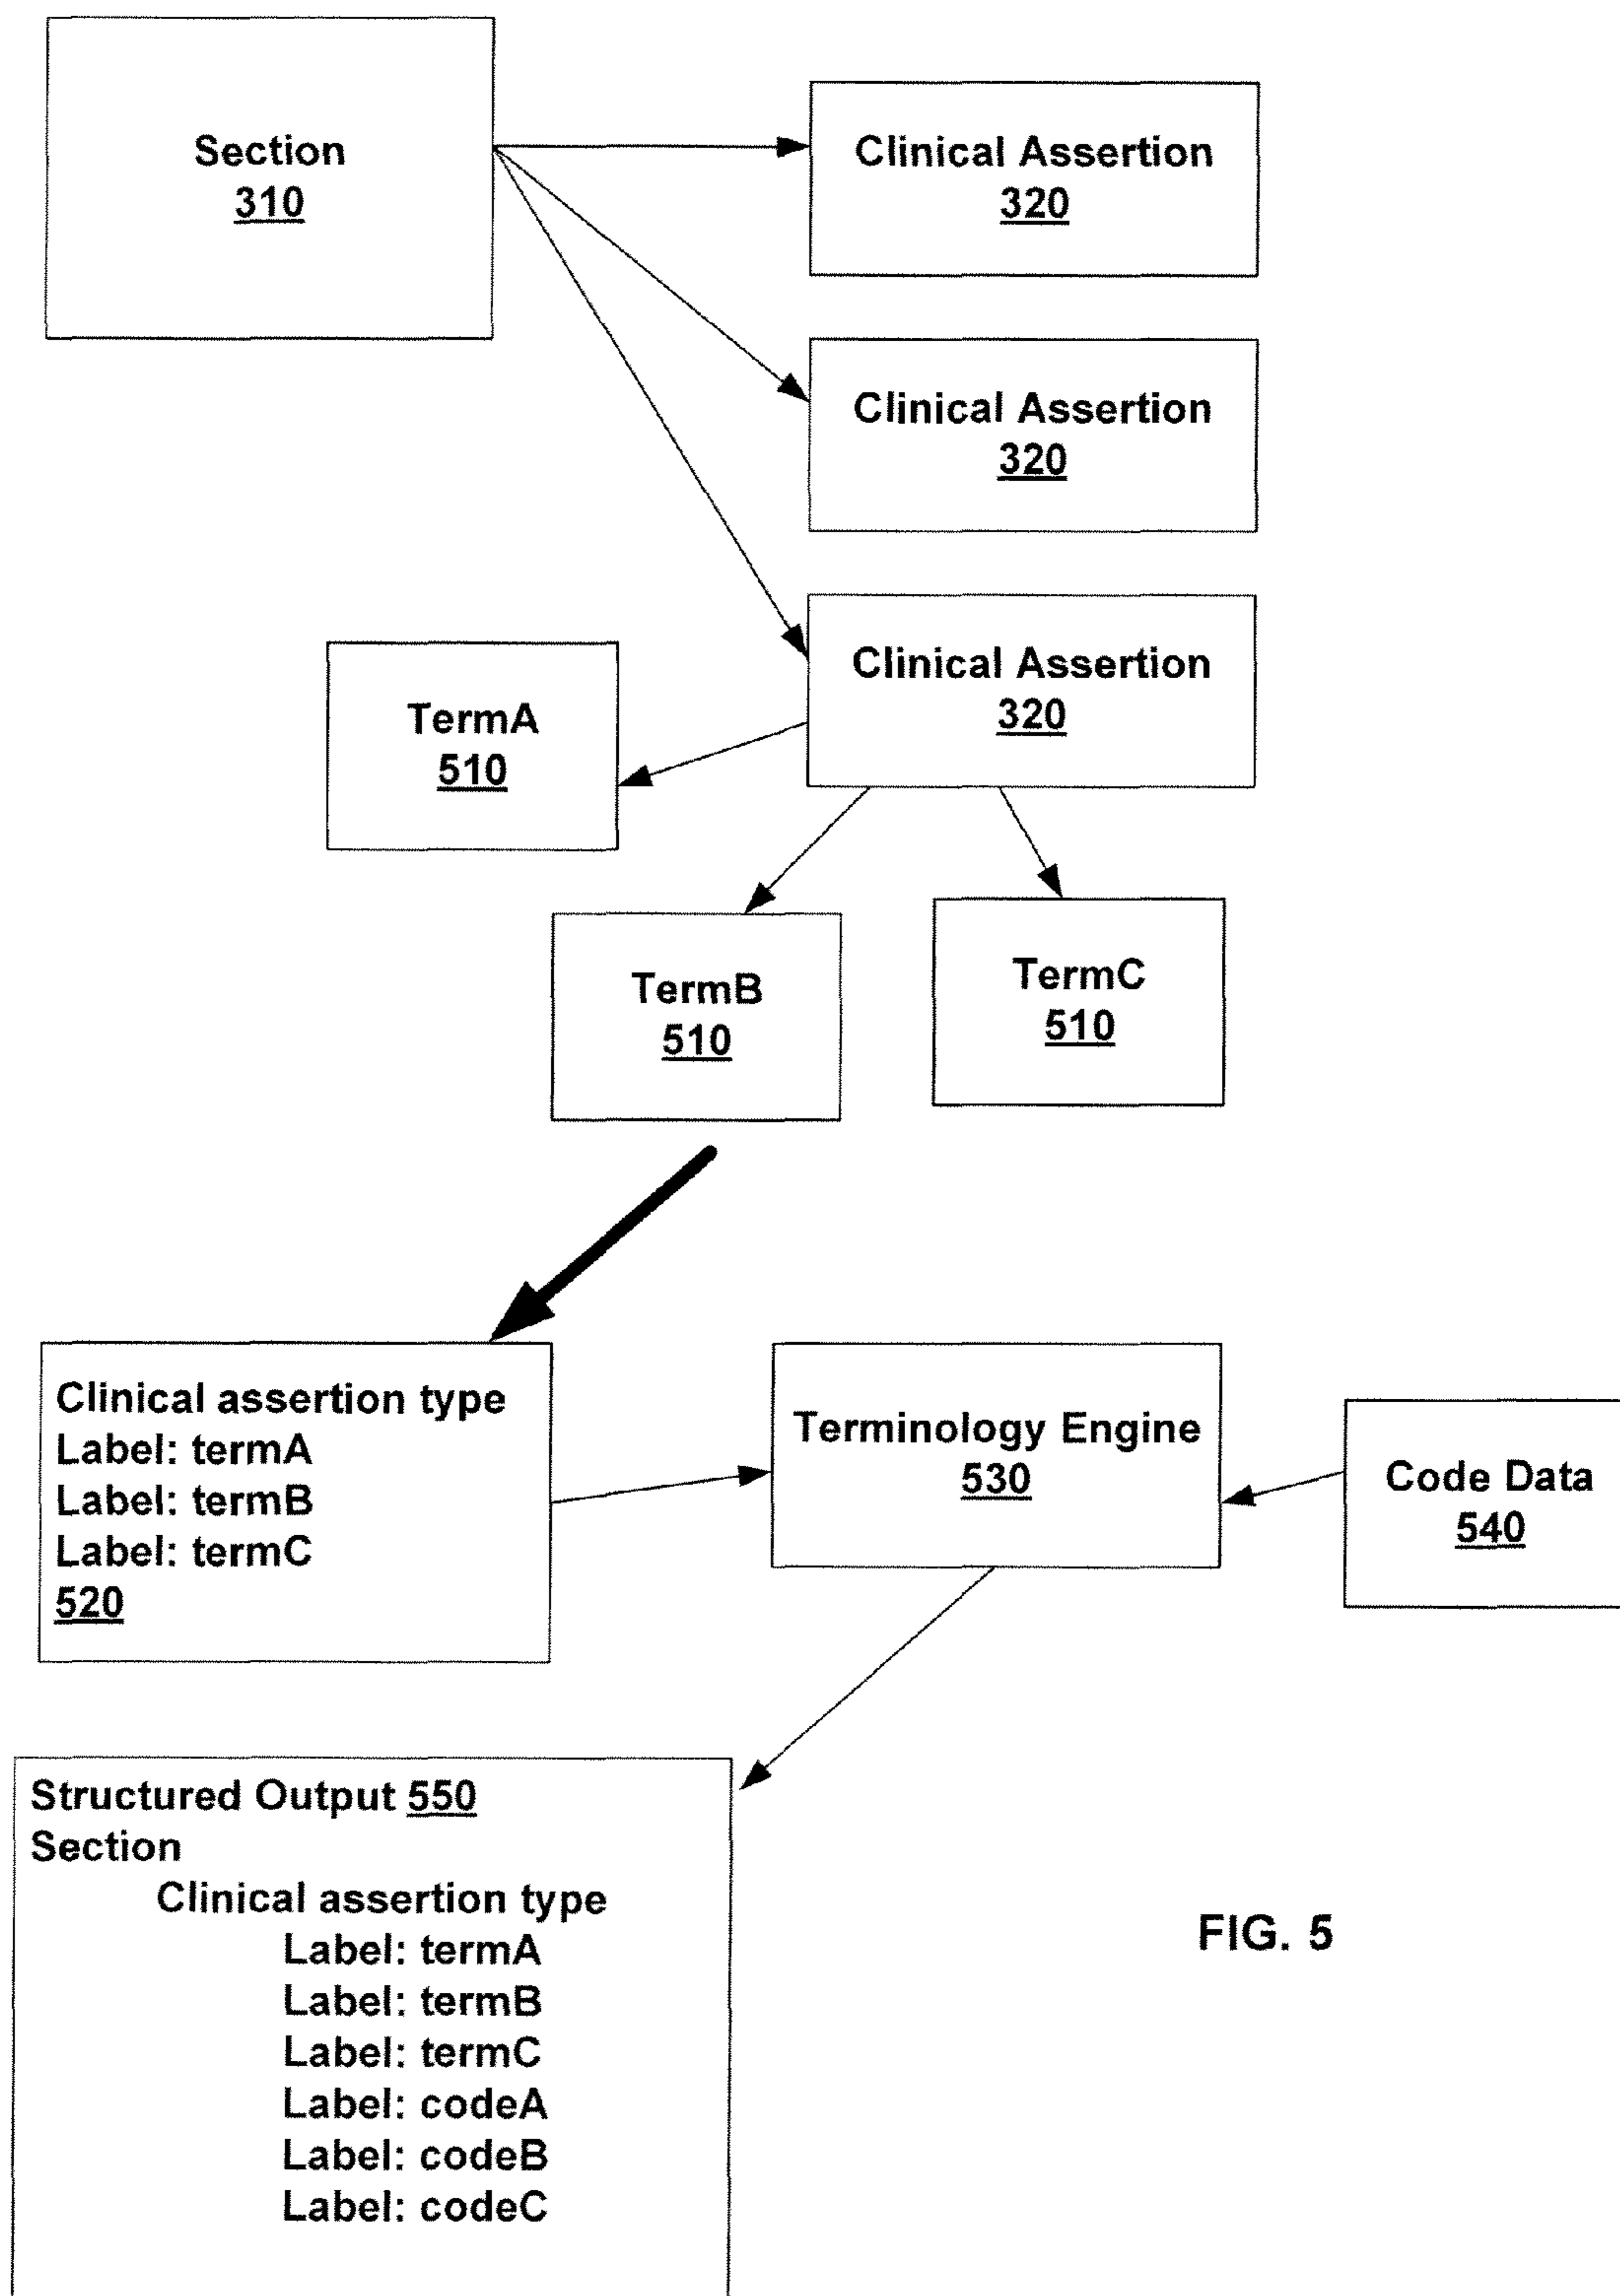 Section
310
Clinical Assertion
320
Clinical Assertion
320
Clinical Assertion
320
TermA
510
TermB
510
TermC
510
Clinical assertion type
Label: termA
Label: termB
Label: termC
520
Terminology Engine
530
Code Data
540
Structured Output 550
Section
Clinical assertion type
Label: termA
Label: termB
Label: termC
Label: codeA
Label: codeB
Label: codeC
FIG. 5